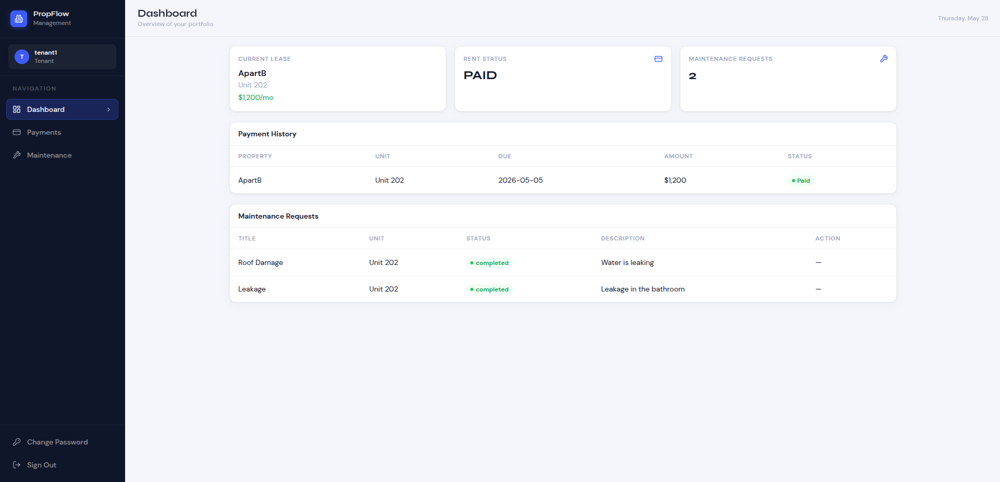 PropFlow
Management
T
tenant1
Tenant
NAVIGATION
Dashboard
Payments
Maintenance
Change Password
Sign Out
Dashboard
Overview of your portfolio
Thursday, May 28
CURRENT LEASE
ApartB
Unit 202
$1,200/mo
RENT STATUS
PAID
MAINTENANCE REQUESTS
2
Payment History
PROPERTY UNIT DUE AMOUNT STATUS
ApartB Unit 202 2026-05-05 $1,200 Paid
Maintenance Requests
TITLE UNIT STATUS DESCRIPTION ACTION
Roof Damage Unit 202 completed Water is leaking —
Leakage Unit 202 completed Leakage in the bathroom —